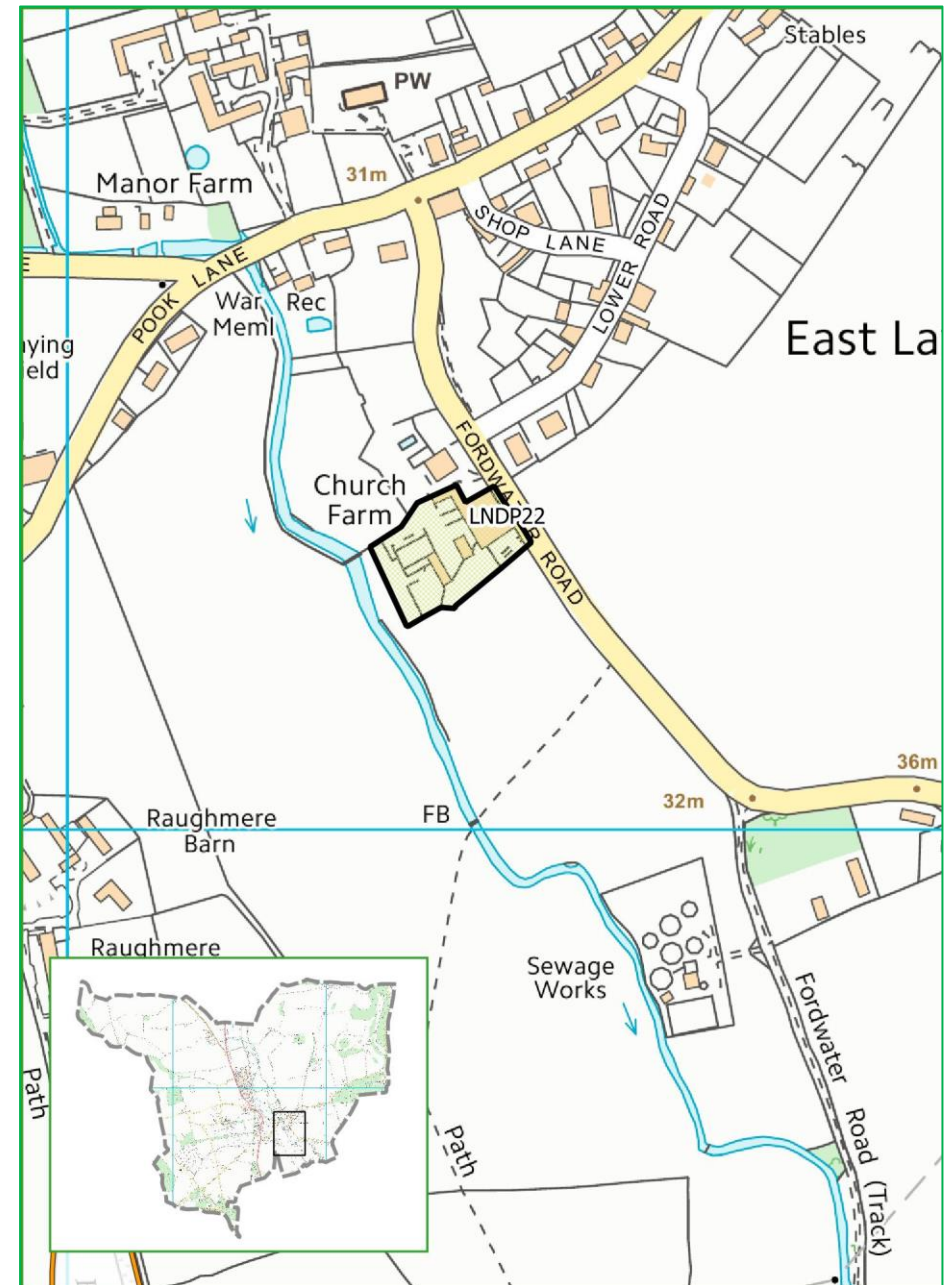 Stables
PW
31m
Manor Farm
SHOP LANE
LOWER ROAD
POOK LANE
War
Meml
Rec
East La
ying
eld
FORDWATER ROAD
Church
Farm
LNDP22
36m
32m
FB
Raughmere
Barn
Raughmere
Sewage
Works
Fordwater
Road
(Track)
Path
Path